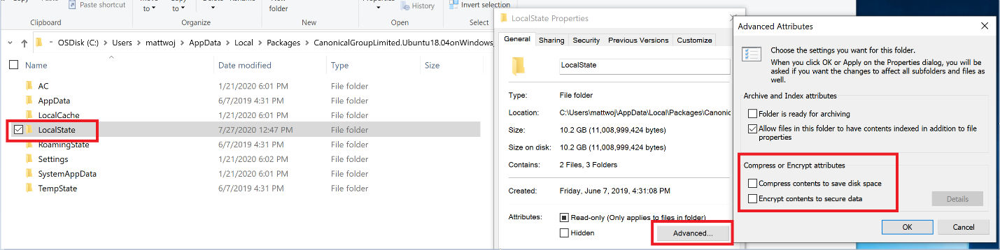 Copy
Paste
Paste shortcut
Move
to
Copy
to
Delete
Rename
New
folder
Properties
History
Invert selection
Clipboard
Organize
New
Open
Select
OSDisk (C:) > Users > mattwoj > AppData > Local > Packages > CanonicalGroupLimited.Ubuntu18.04onWindows_
Name Date modified Type Size
AC 1/21/2020 6:01 PM File folder
AppData 6/7/2019 4:31 PM File folder
LocalCache 1/21/2020 6:01 PM File folder
LocalState 7/27/2020 12:47 PM File folder
RoamingState 6/7/2019 4:31 PM File folder
Settings 1/21/2020 6:02 PM File folder
SystemAppData 1/21/2020 6:01 PM File folder
TempState 6/7/2019 4:31 PM File folder
LocalState Properties
General Sharing Security Previous Versions Customize
LocalState
Type: File folder
Location: C:\Users\mattwoj\AppData\Local\Packages\Canonic
Size: 10.2 GB (11,008,999,424 bytes)
Size on disk: 10.2 GB (11,008,999,424 bytes)
Contains: 2 Files, 3 Folders
Created: Friday, June 7, 2019, 4:31:08 PM
Attributes: Read-only (Only applies to files in folder)
Hidden
Advanced...
Advanced Attributes
Choose the settings you want for this folder.
When you click OK or Apply on the Properties dialog, you will be
asked if you want the changes to affect all subfolders and files as
well.
Archive and Index attributes
Folder is ready for archiving
Allow files in this folder to have contents indexed in addition to file
properties
Compress or Encrypt attributes
Compress contents to save disk space
Encrypt contents to secure data
Details
OK Cancel